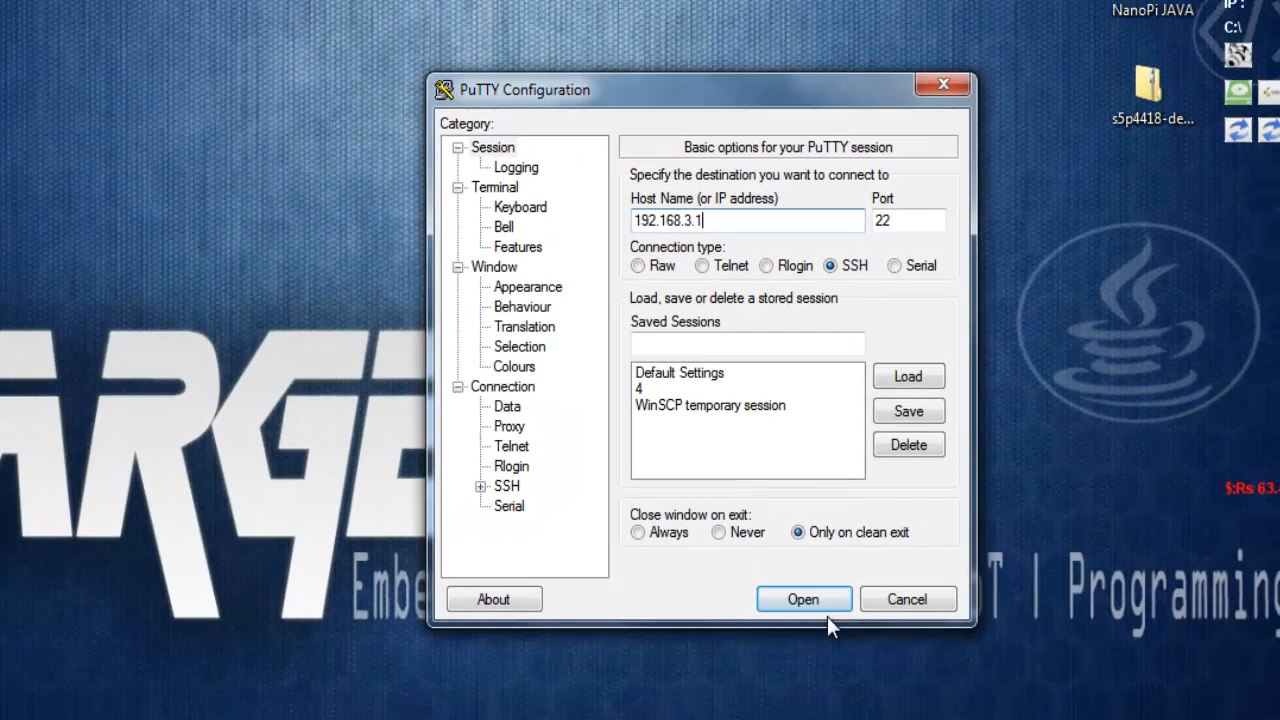 NanoPi JAVA
IP :
C:\
s5p4418-de...
PuTTY Configuration
Category:
Session
Logging
Terminal
Keyboard
Bell
Features
Window
Appearance
Behaviour
Translation
Selection
Colours
Connection
Data
Proxy
Telnet
Rlogin
SSH
Serial
Basic options for your PuTTY session
Specify the destination you want to connect to
Host Name (or IP address) Port
192.168.3.1 22
Connection type:
Raw Telnet Rlogin SSH Serial
Load, save or delete a stored session
Saved Sessions
Default Settings
4
WinSCP temporary session
Load
Save
Delete
Close window on exit:
Always Never Only on clean exit
About Open Cancel
$:Rs 63.
ARGE
Embe
T | Programming